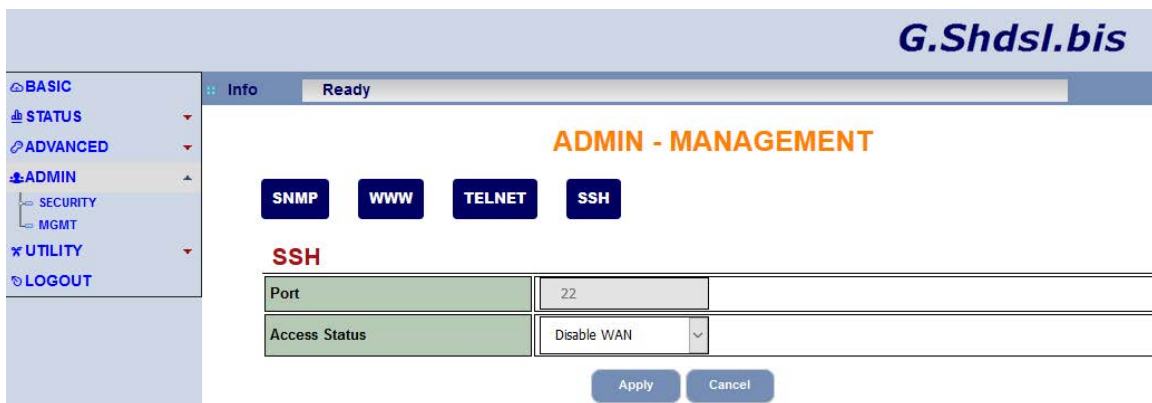 G.Shdsl.bis
BASIC
STATUS
ADVANCED
ADMIN
SECURITY
MGMT
UTILITY
LOGOUT
Info Ready
ADMIN - MANAGEMENT
SNMP WWW TELNET SSH
SSH
Port 22
Access Status Disable WAN
Apply Cancel